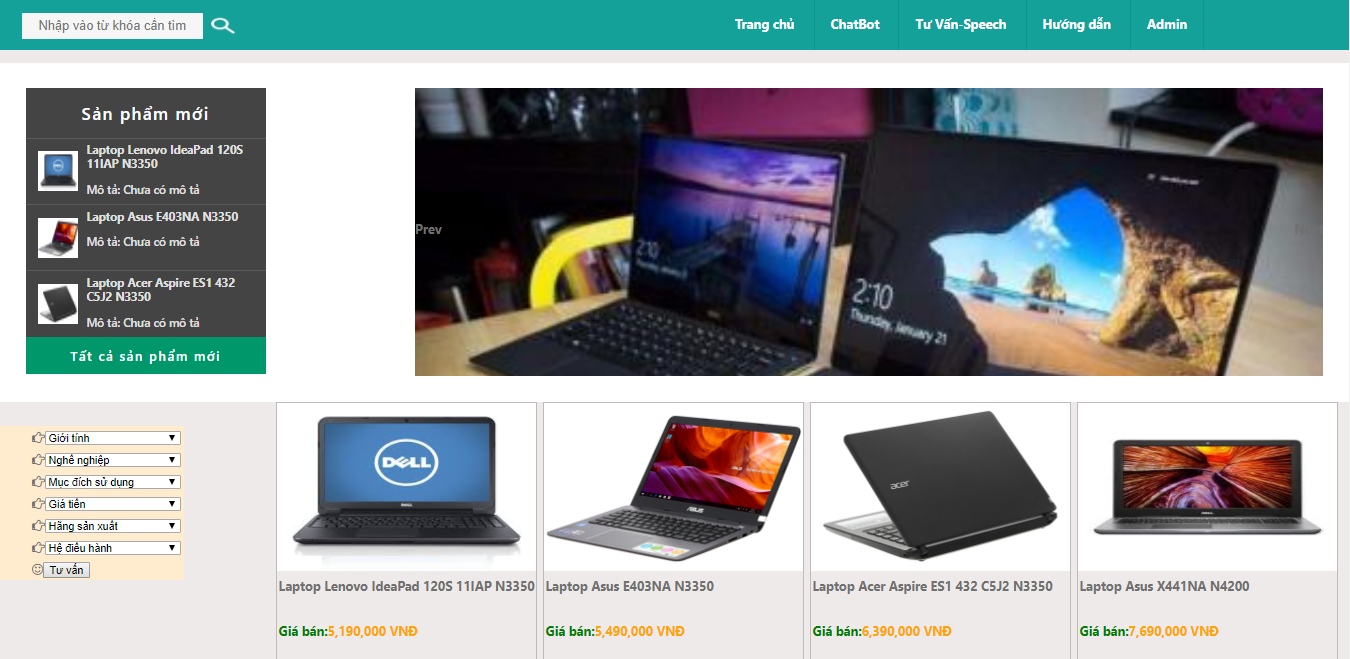 Nhập vào từ khóa cần tìm
Trang chủ
ChatBot
Tư Vấn-Speech
Hướng dẫn
Admin
Sản phẩm mới
Laptop Lenovo IdeaPad 120S
11IAP N3350
Mô tả: Chưa có mô tả
Laptop Asus E403NA N3350
Mô tả: Chưa có mô tả
Laptop Acer Aspire ES1 432
C5J2 N3350
Mô tả: Chưa có mô tả
Tất cả sản phẩm mới
Prev
2:10
Thursday, January 21
2:10
Thursday, January 21
Giới tính
Nghề nghiệp
Mục đích sử dụng
Giá tiền
Hãng sản xuất
Hệ điều hành
Tư vấn
DELL
ASUS
acer
Laptop Lenovo IdeaPad 120S 11IAP N3350
Laptop Asus E403NA N3350
Laptop Acer Aspire ES1 432 C5J2 N3350
Laptop Asus X441NA N4200
Giá bán:5,190,000 VNĐ
Giá bán:5,490,000 VNĐ
Giá bán:6,390,000 VNĐ
Giá bán:7,690,000 VNĐ